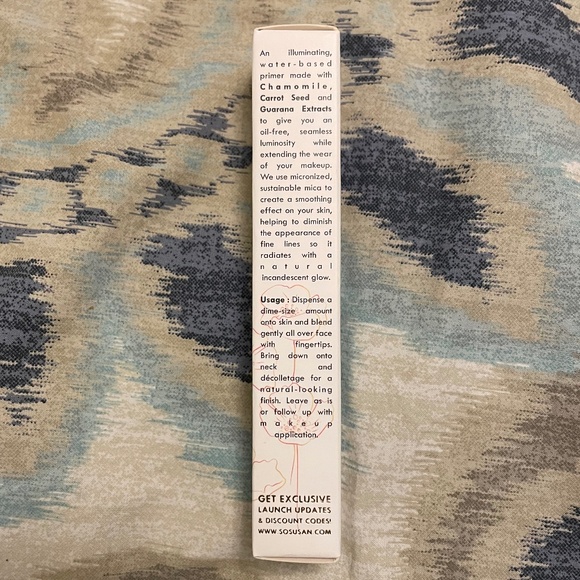 An illuminating,
water-based
primer made with
Chamomile,
Carrot Seed and
Guarana Extracts
to give you an
oil-free, seamless
luminosity while
extending the wear
of your makeup.
We use micronized,
sustainable mica to
create a smoothing
effect on your skin,
helping to diminish
the appearance of
fine lines so it
radiates with a
natural
incandescent glow.
Usage : Dispense a
dime-size amount
onto skin and blend
gently all over face
with fingertips.
Bring down onto
neck and
décolletage for a
natural-looking
finish. Leave as is
or follow up with
makeup
application.
GET EXCLUSIVE
LAUNCH UPDATES
& DISCOUNT CODES!
WWW.SOSUSAN.COM